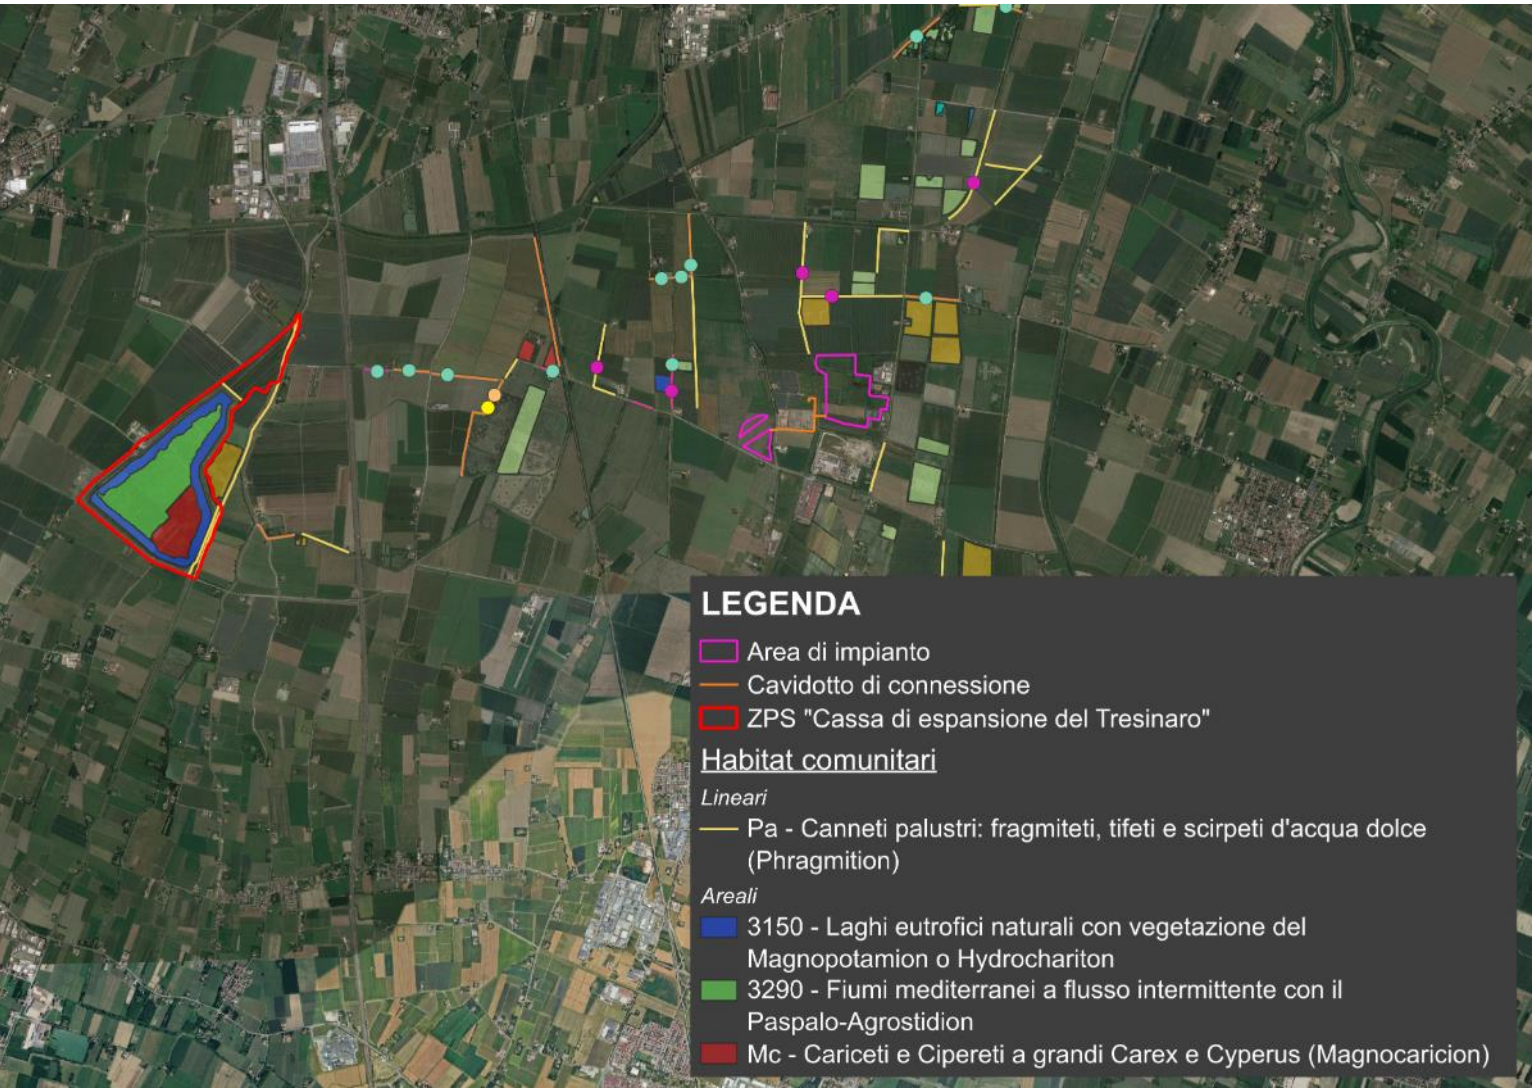 LEGENDA
Area di impianto
Cavidotto di connessione
ZPS "Cassa di espansione del Tresinaro"
Habitat comunitari
Lineari
Pa - Canneti palustri: fragmiteti, tifeti e scirpeti d'acqua dolce
(Phragmition)
Areali
3150 - Laghi eutrofici naturali con vegetazione del
Magnopotamion o Hydrochariton
3290 - Fiumi mediterranei a flusso intermittente con il
Paspalo-Agrostidion
Mc - Cariceti e Cipereti a grandi Carex e Cyperus (Magnocaricion)